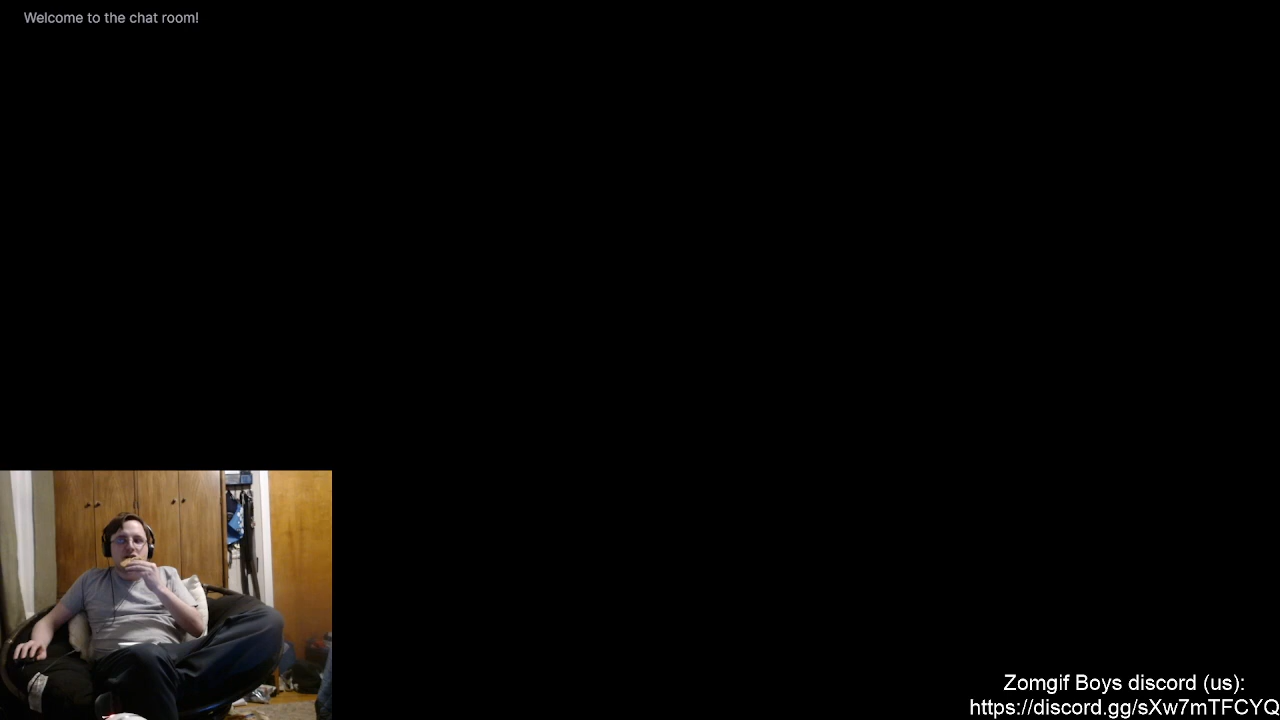 Welcome to the chat room!
Zomgif Boys discord (us):
https://discord.gg/sXw7mTFCYQ